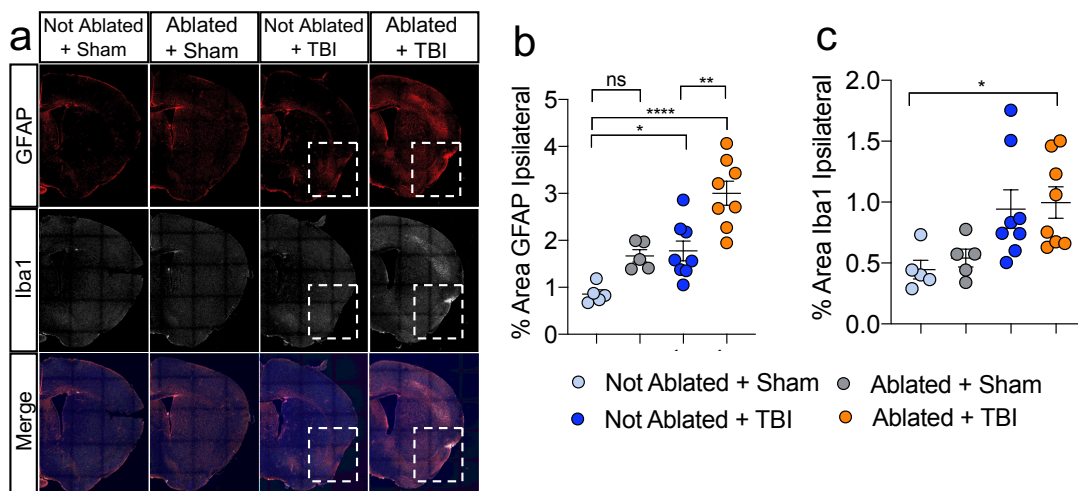 a
Not Ablated
+ Sham
Ablated
+ Sham
Not Ablated
+ TBI
Ablated
+ TBI
GFAP
Iba1
Merge
b
ns
**
****
*
% Area GFAP Ipsilateral
5
4
3
2
1
0
c
*
% Area Iba1 Ipsilateral
2.0
1.5
1.0
0.5
0.0
Not Ablated + Sham
Ablated + Sham
Not Ablated + TBI
Ablated + TBI